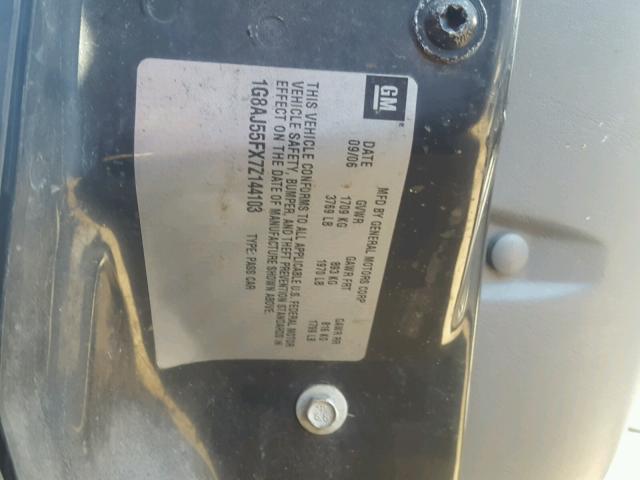 GM
MFD BY GENERAL MOTORS CORP
DATE GVWR GAWR FRT GAWR RR
09/06 1709 KG 893 KG 816 KG
3769 LB 1970 LB 1799 LB
THIS VEHICLE CONFORMS TO ALL APPLICABLE U.S. FEDERAL MOTOR
VEHICLE SAFETY, BUMPER, AND THEFT PREVENTION STANDARDS IN
EFFECT ON THE DATE OF MANUFACTURE SHOWN ABOVE.
1G8AJ55FX7Z144103 TYPE: PASS CAR